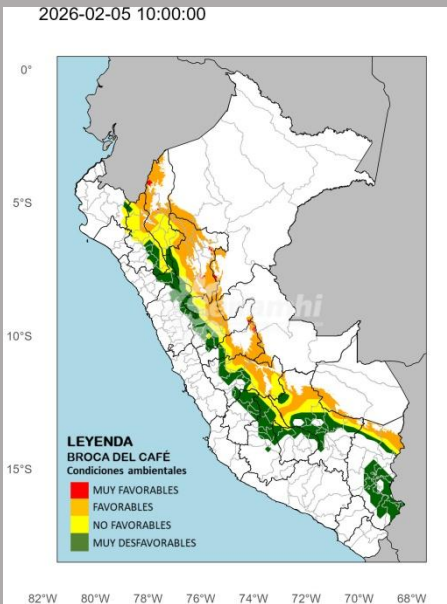 2026-02-05 10:00:00
0°
5°S
10°S
15°S
LEYENDA
BROCA DEL CAFÉ
Condiciones ambientales
MUY FAVORABLES
FAVORABLES
NO FAVORABLES
MUY DESFAVORABLES
82°W 80°W 78°W 76°W 74°W 72°W 71°W 68°W